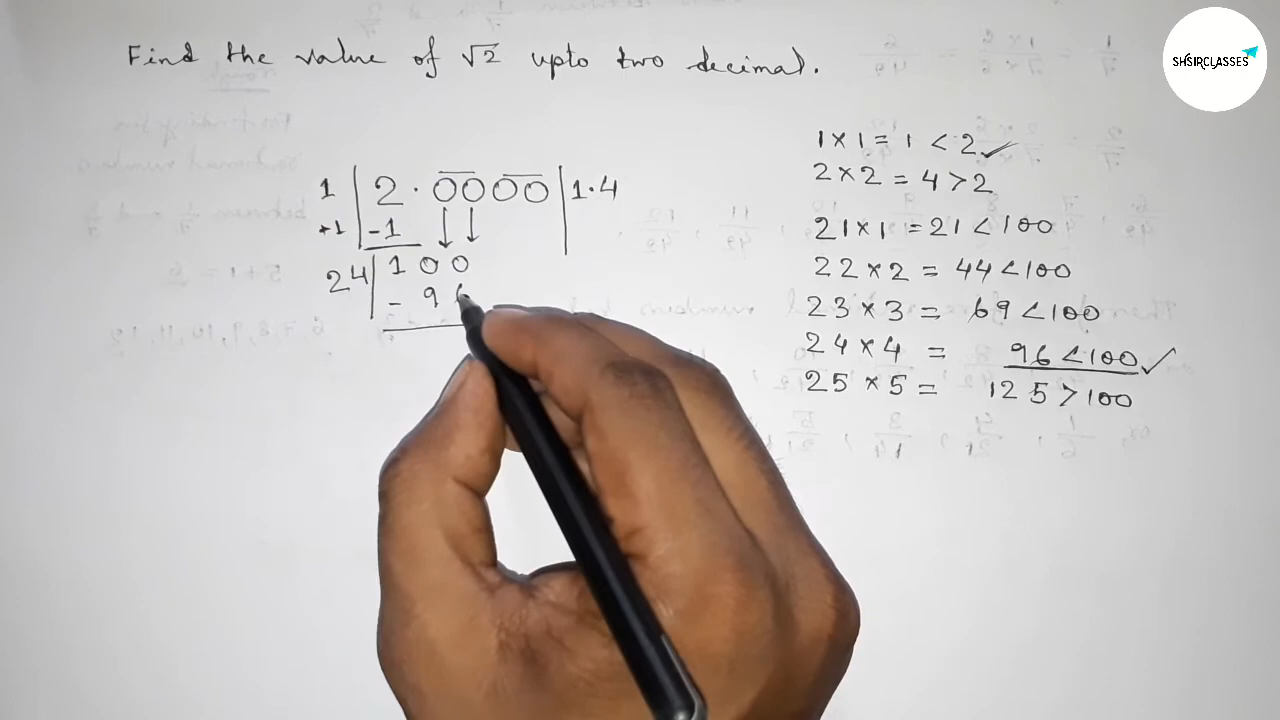 Find the value of √2 upto two decimal.
SHSIRCLASSES
1 2 . 00 00 1.4
+1 -1
24 1 0 0
- 9 6
1 × 1 = 1 < 2 ✓
2 × 2 = 4 > 2
21 × 1 = 21 < 100
22 × 2 = 44 < 100
23 × 3 = 69 < 100
24 × 4 = 96 < 100 ✓
25 × 5 = 125 > 100